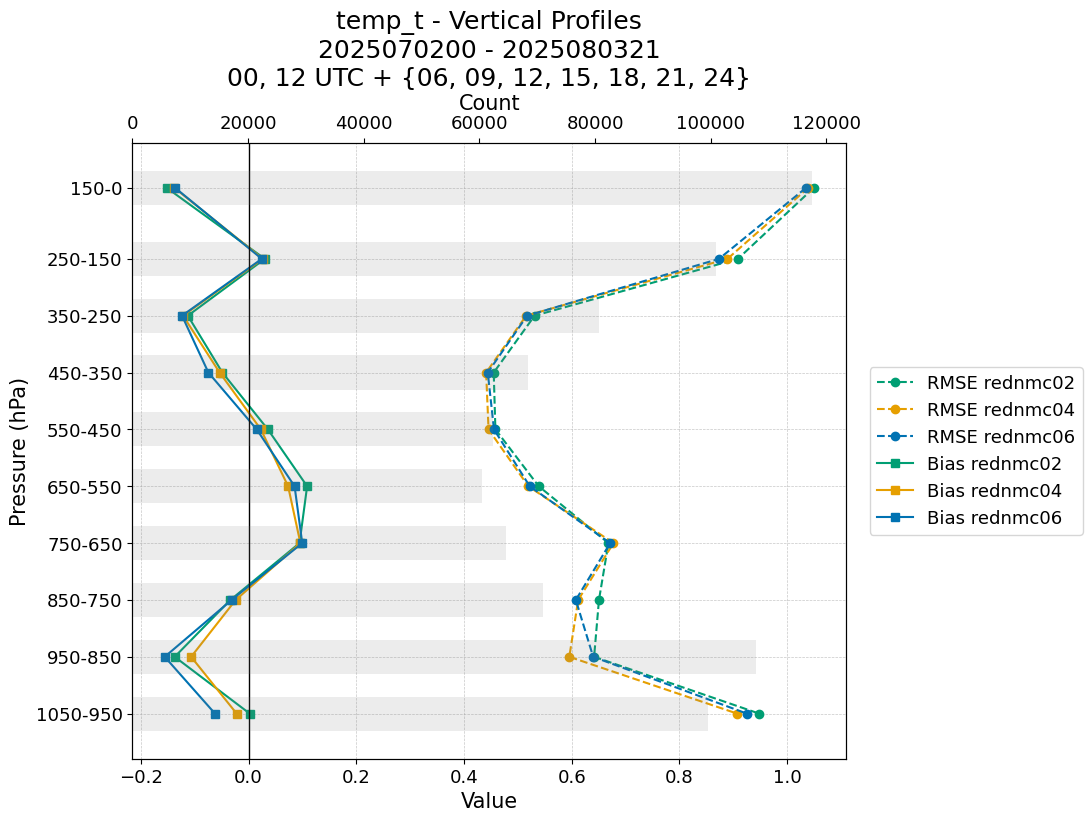 temp_t - Vertical Profiles
2025070200 - 2025080321
00, 12 UTC + {06, 09, 12, 15, 18, 21, 24}
Count
0 20000 40000 60000 80000 100000 120000
150-0
250-150
350-250
450-350
550-450
650-550
750-650
850-750
950-850
1050-950
Pressure (hPa)
−0.2 0.0 0.2 0.4 0.6 0.8 1.0
Value
RMSE rednmc02
RMSE rednmc04
RMSE rednmc06
Bias rednmc02
Bias rednmc04
Bias rednmc06